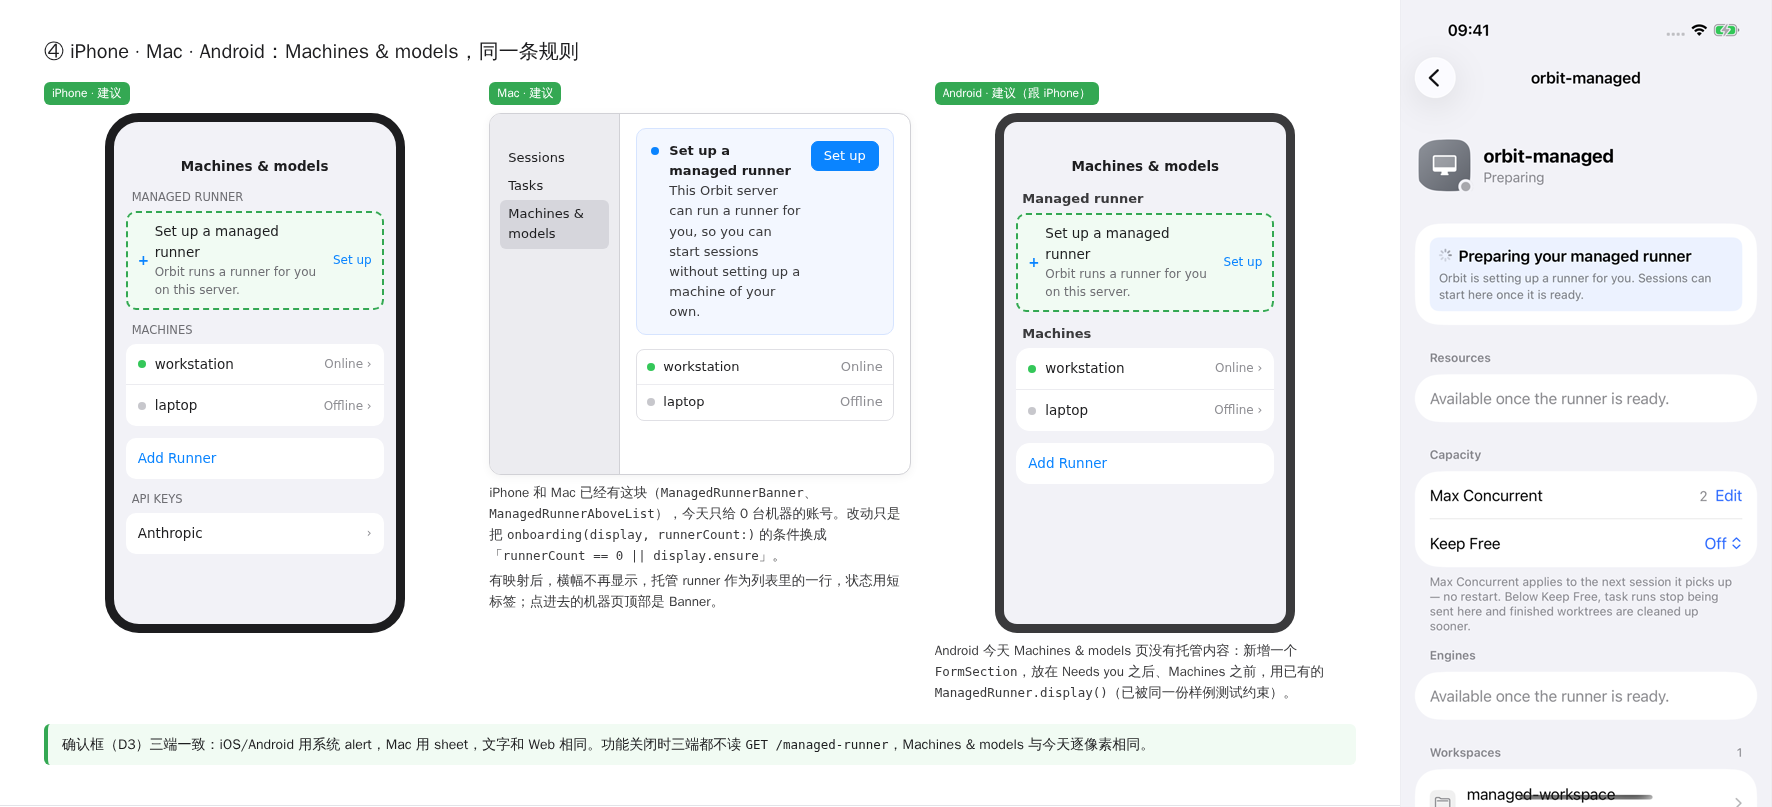 ④ iPhone · Mac · Android：Machines & models，同一条规则
iPhone · 建议
Machines & models
MANAGED RUNNER
Set up a managed
runner
+
Orbit runs a runner for you
on this server.
Set up
MACHINES
workstation
Online ›
laptop
Offline ›
Add Runner
API KEYS
Anthropic
›
Mac · 建议
Sessions
Tasks
Machines &
models
Set up a
managed runner
This Orbit server
can run a runner for
you, so you can
start sessions
without setting up a
machine of your
own.
Set up
workstation
Online
laptop
Offline
iPhone 和 Mac 已经有这块（ManagedRunnerBanner、
ManagedRunnerAboveList），今天只给 0 台机器的账号。改动只是
把 onboarding(display, runnerCount:) 的条件换成
「runnerCount == 0 || display.ensure」。
有映射后，横幅不再显示，托管 runner 作为列表里的一行，状态用短
标签；点进去的机器页顶部是 Banner。
Android · 建议（跟 iPhone）
Machines & models
Managed runner
Set up a managed
runner
+
Orbit runs a runner for you
on this server.
Set up
Machines
workstation
Online ›
laptop
Offline ›
Add Runner
Android 今天 Machines & models 页没有托管内容：新增一个
FormSection，放在 Needs you 之后、Machines 之前，用已有的
ManagedRunner.display()（已被同一份样例测试约束）。
确认框（D3）三端一致：iOS/Android 用系统 alert，Mac 用 sheet，文字和 Web 相同。功能关闭时三端都不读 GET /managed-runner，Machines & models 与今天逐像素相同。
09:41
orbit-managed
orbit-managed
Preparing
Preparing your managed runner
Orbit is setting up a runner for you. Sessions can
start here once it is ready.
Resources
Available once the runner is ready.
Capacity
Max Concurrent
2 Edit
Keep Free
Off
Max Concurrent applies to the next session it picks up
— no restart. Below Keep Free, task runs stop being
sent here and finished worktrees are cleaned up
sooner.
Engines
Available once the runner is ready.
Workspaces
1
managed-workspace